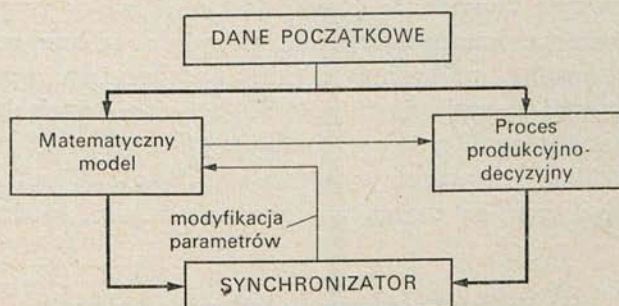 DANE POCZĄTKOWE
Matematyczny
model
Proces
produkcyjno-
decyzyjny
modyfikacja
parametrów
SYNCHRONIZATOR